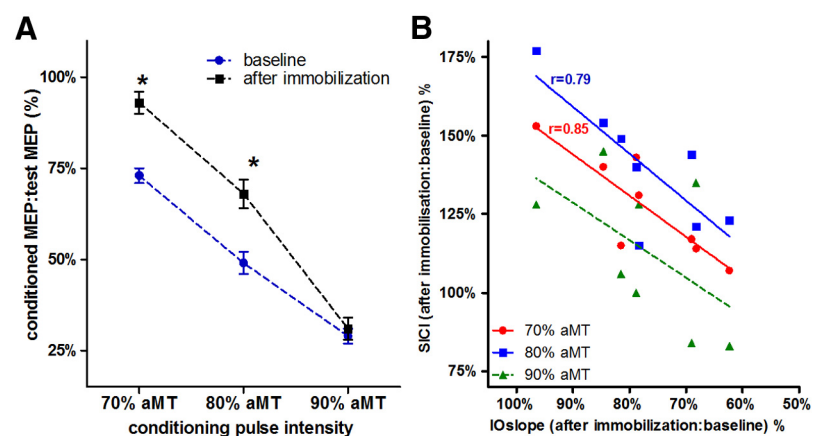 A
baseline
after immobilization
100%
75%
50%
25%
*
*
conditioned MEP:test MEP (%)
70% aMT
80% aMT
90% aMT
conditioning pulse intensity
B
175%
150%
125%
100%
75%
SICI (after immobilisation:baseline) %
r=0.79
r=0.85
70% aMT
80% aMT
90% aMT
100%
90%
80%
70%
60%
50%
IOslope (after immobilization:baseline) %